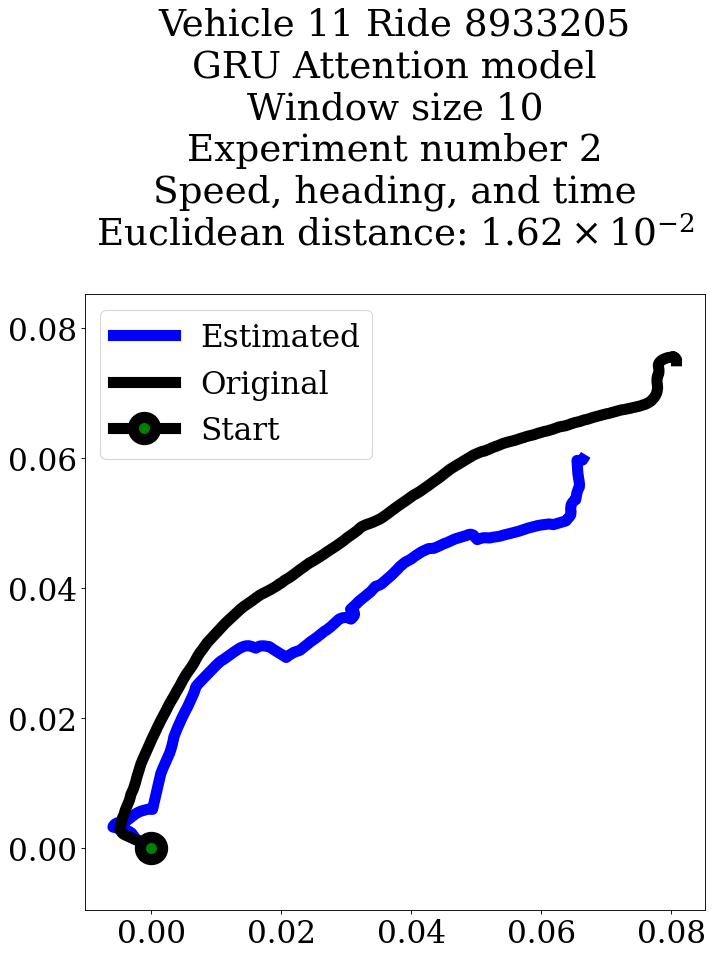 Vehicle 11 Ride 8933205
GRU Attention model
Window size 10
Experiment number 2
Speed, heading, and time
Euclidean distance: 1.62 × 10⁻²
Estimated
Original
Start
0.08
0.06
0.04
0.02
0.00
0.00 0.02 0.04 0.06 0.08